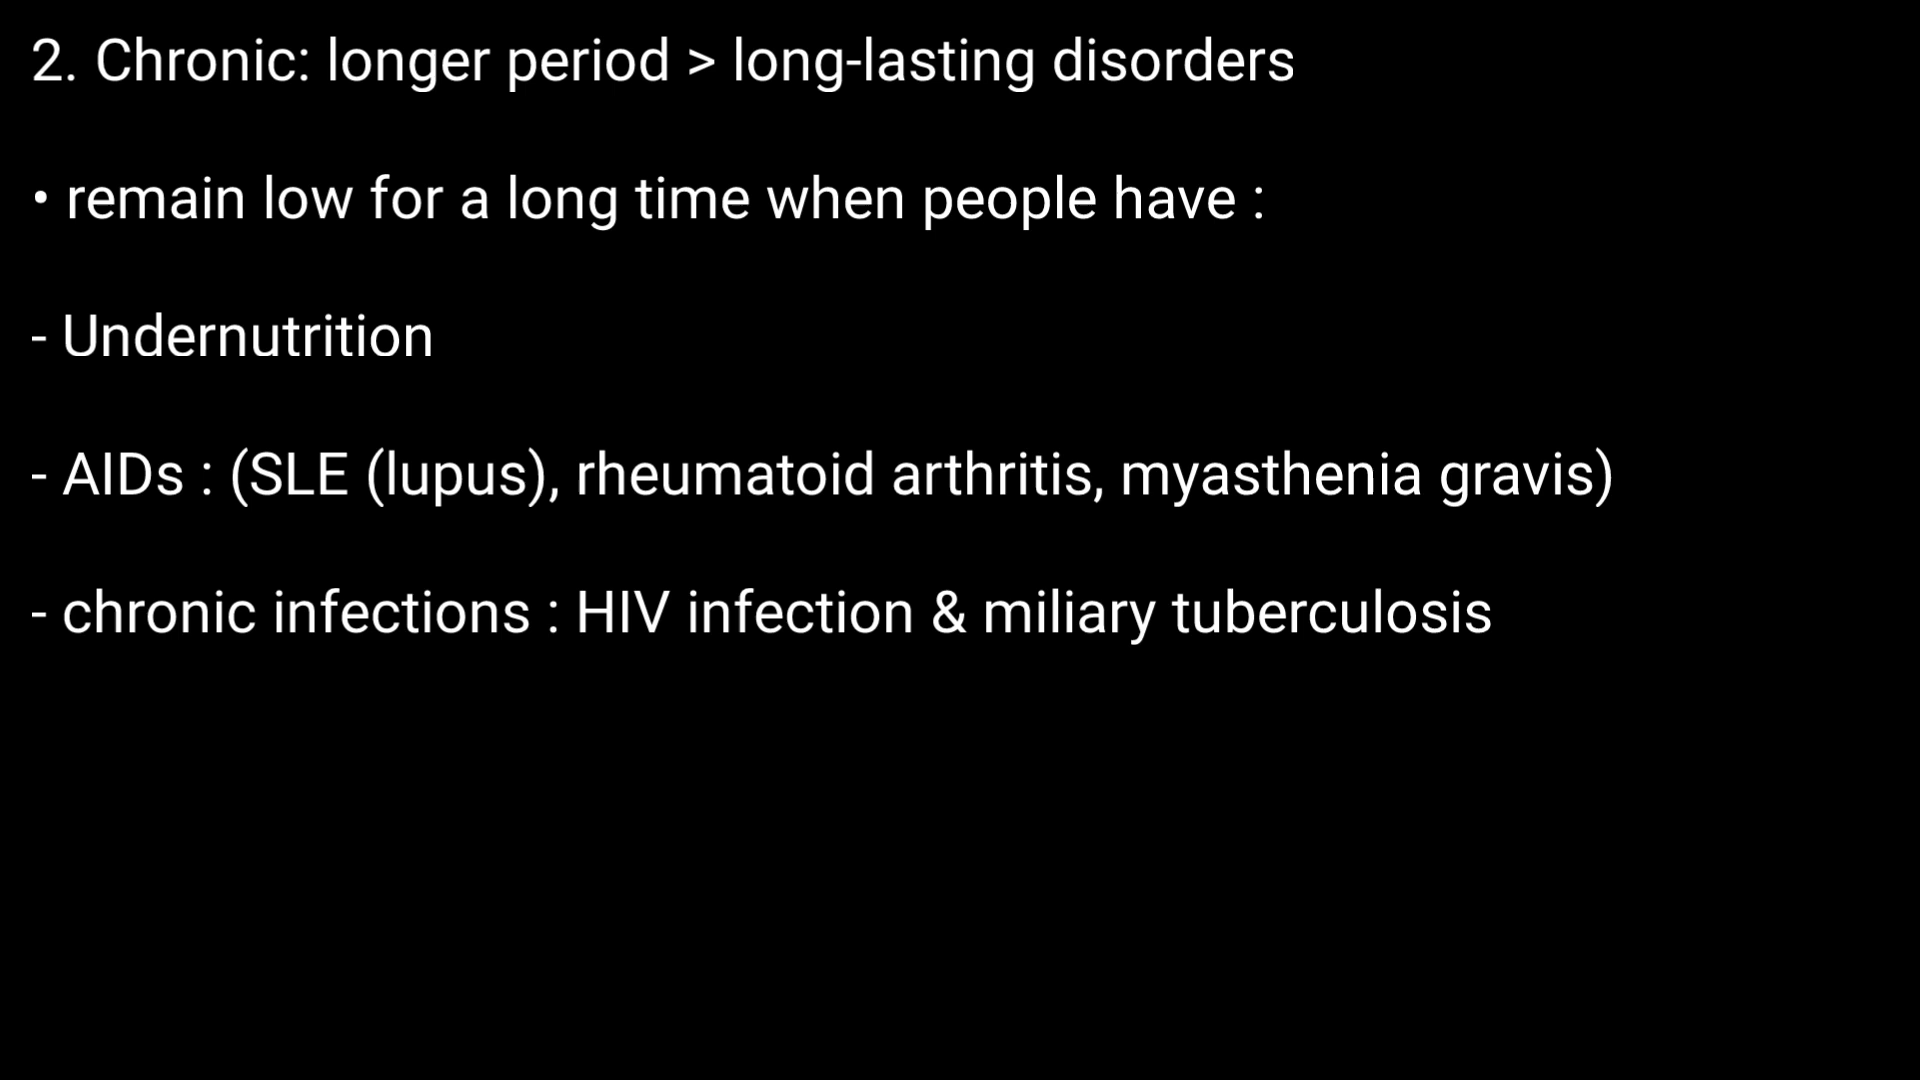 2. Chronic: longer period > long-lasting disorders
• remain low for a long time when people have :
- Undernutrition
- AIDs : (SLE (lupus), rheumatoid arthritis, myasthenia gravis)
- chronic infections : HIV infection & miliary tuberculosis